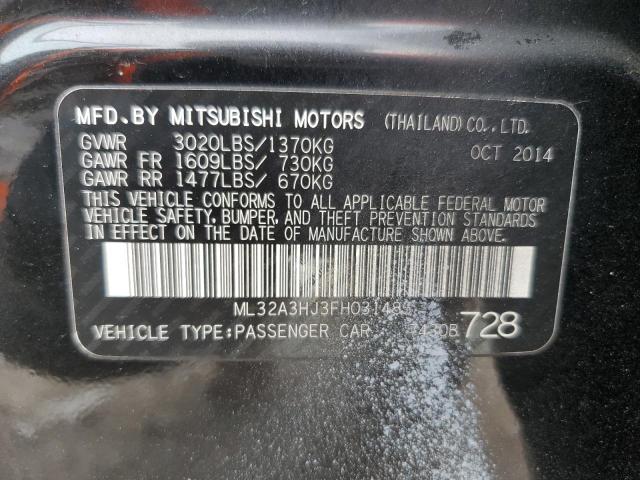 MFD.BY MITSUBISHI MOTORS (THAILAND)CO.,LTD.
GVWR 3020LBS/1370KG OCT 2014
GAWR FR 1609LBS/ 730KG
GAWR RR 1477LBS/ 670KG
THIS VEHICLE CONFORMS TO ALL APPLICABLE FEDERAL MOTOR
VEHICLE SAFETY, BUMPER, AND THEFT PREVENTION STANDARDS
IN EFFECT ON THE DATE OF MANUFACTURE SHOWN ABOVE.
VEHICLE TYPE:PASSENGER CAR 728